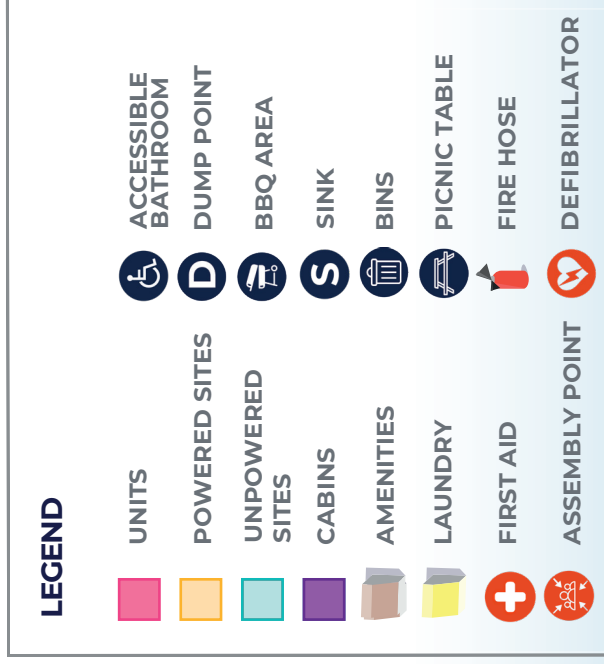 LEGEND
UNITS
POWERED SITES
UNPOWERED
SITES
CABINS
AMENITIES
LAUNDRY
FIRST AID
ASSEMBLY POINT
ACCESSIBLE
BATHROOM
D DUMP POINT
BBQ AREA
S SINK
BINS
PICNIC TABLE
FIRE HOSE
DEFIBRILLATOR